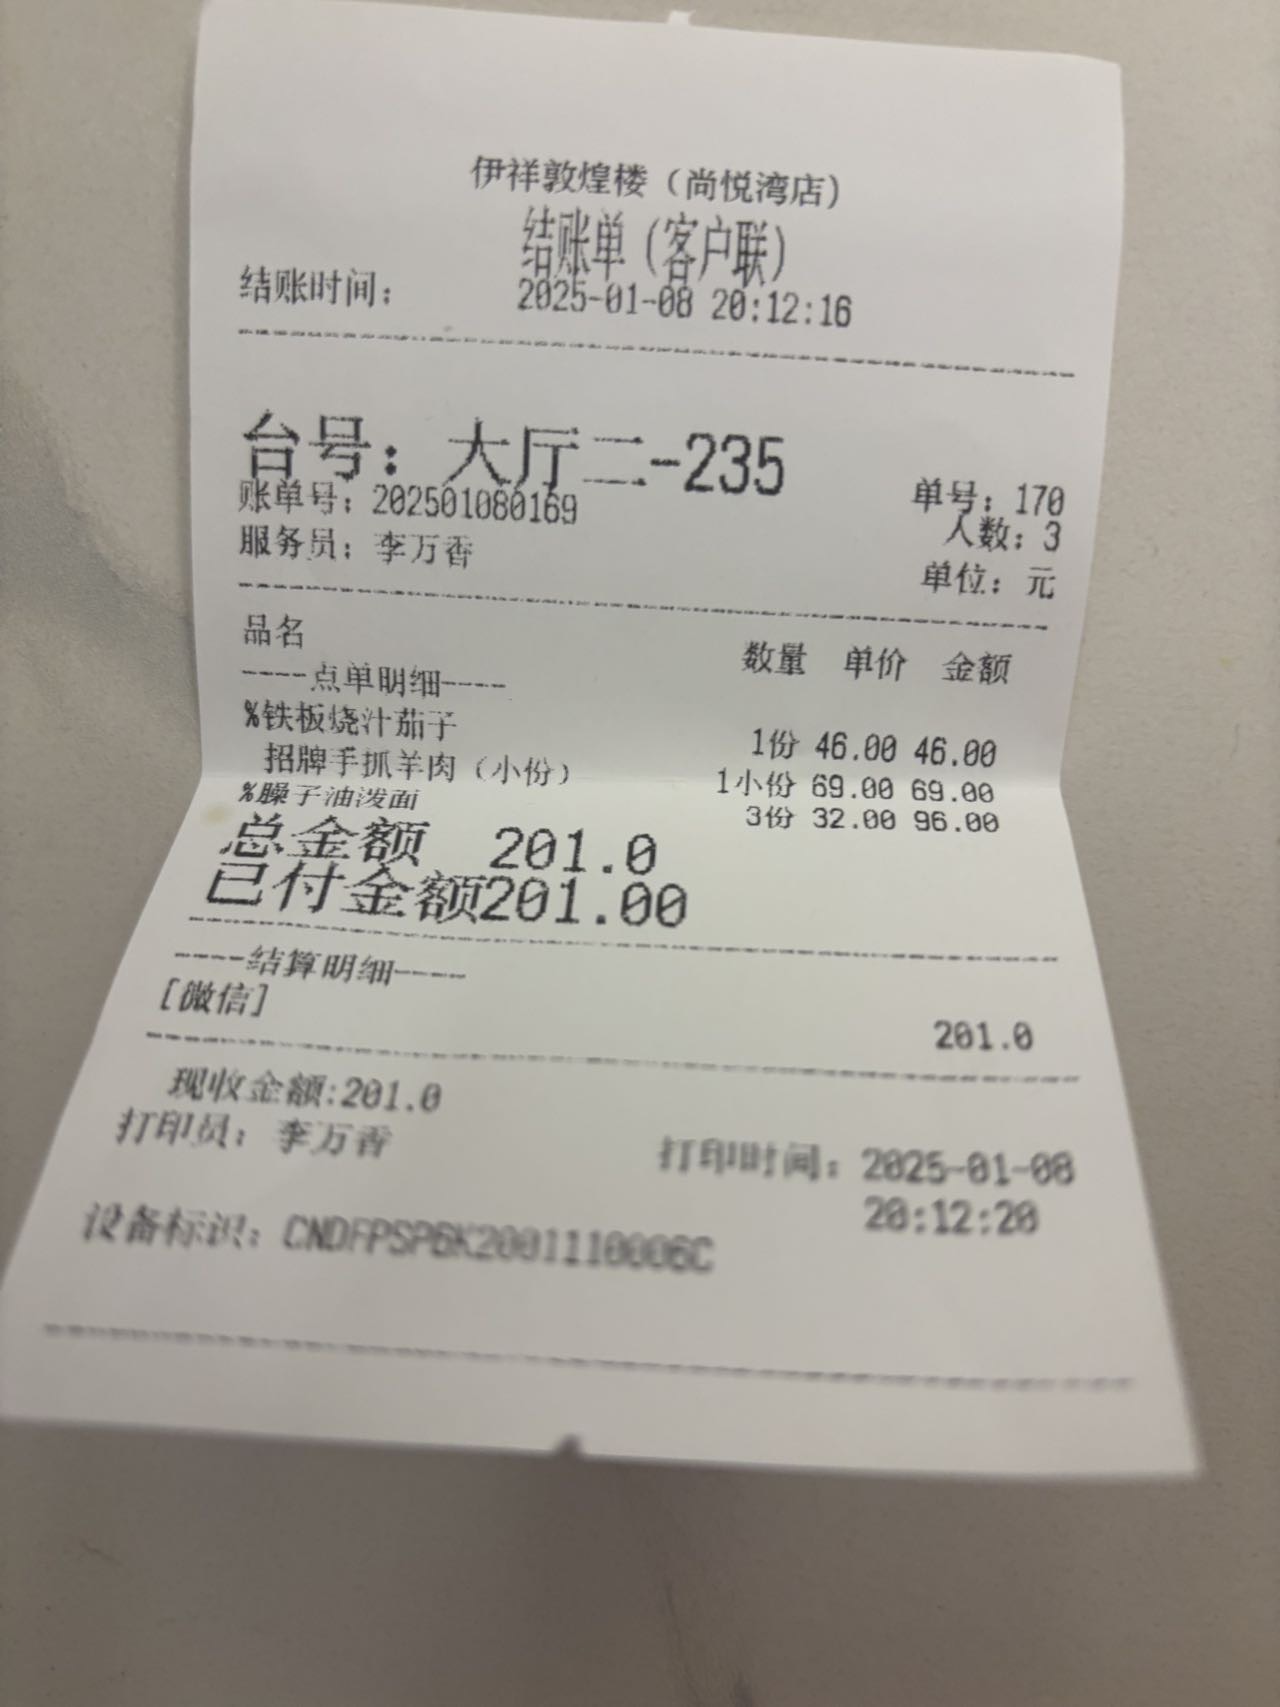 伊祥敦煌楼（尚悦湾店）
结账单（客户联）
结账时间： 2025-01-08 20:12:16
台号：大厅二-235
账单号：202501080169 单号：170
人数：3
服务员：李万香 单位：元
品名 数量 单价 金额
----点单明细----
%铁板烧汁茄子 1份 46.00 46.00
招牌手抓羊肉（小份） 1小份 69.00 69.00
%臊子油泼面 3份 32.00 96.00
总金额 201.0
已付金额201.00
----结算明细----
[微信] 201.0
现收金额:201.0
打印员：李万香 打印时间：2025-01-08
20:12:20
设备标识：CNDFPSP6K2001110006C